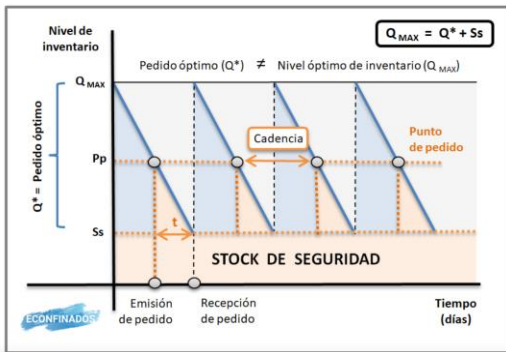 Nivel de
inventario
Q MAX = Q* + Ss
Pedido óptimo (Q*) ≠ Nivel óptimo de inventario (Q MAX)
Q MAX
Cadencia
Punto
de pedido
Q* = Pedido óptimo
Pp
t
Ss
STOCK DE SEGURIDAD
Emisión
de pedido
Recepción
de pedido
Tiempo
(días)
ECONFINADOS